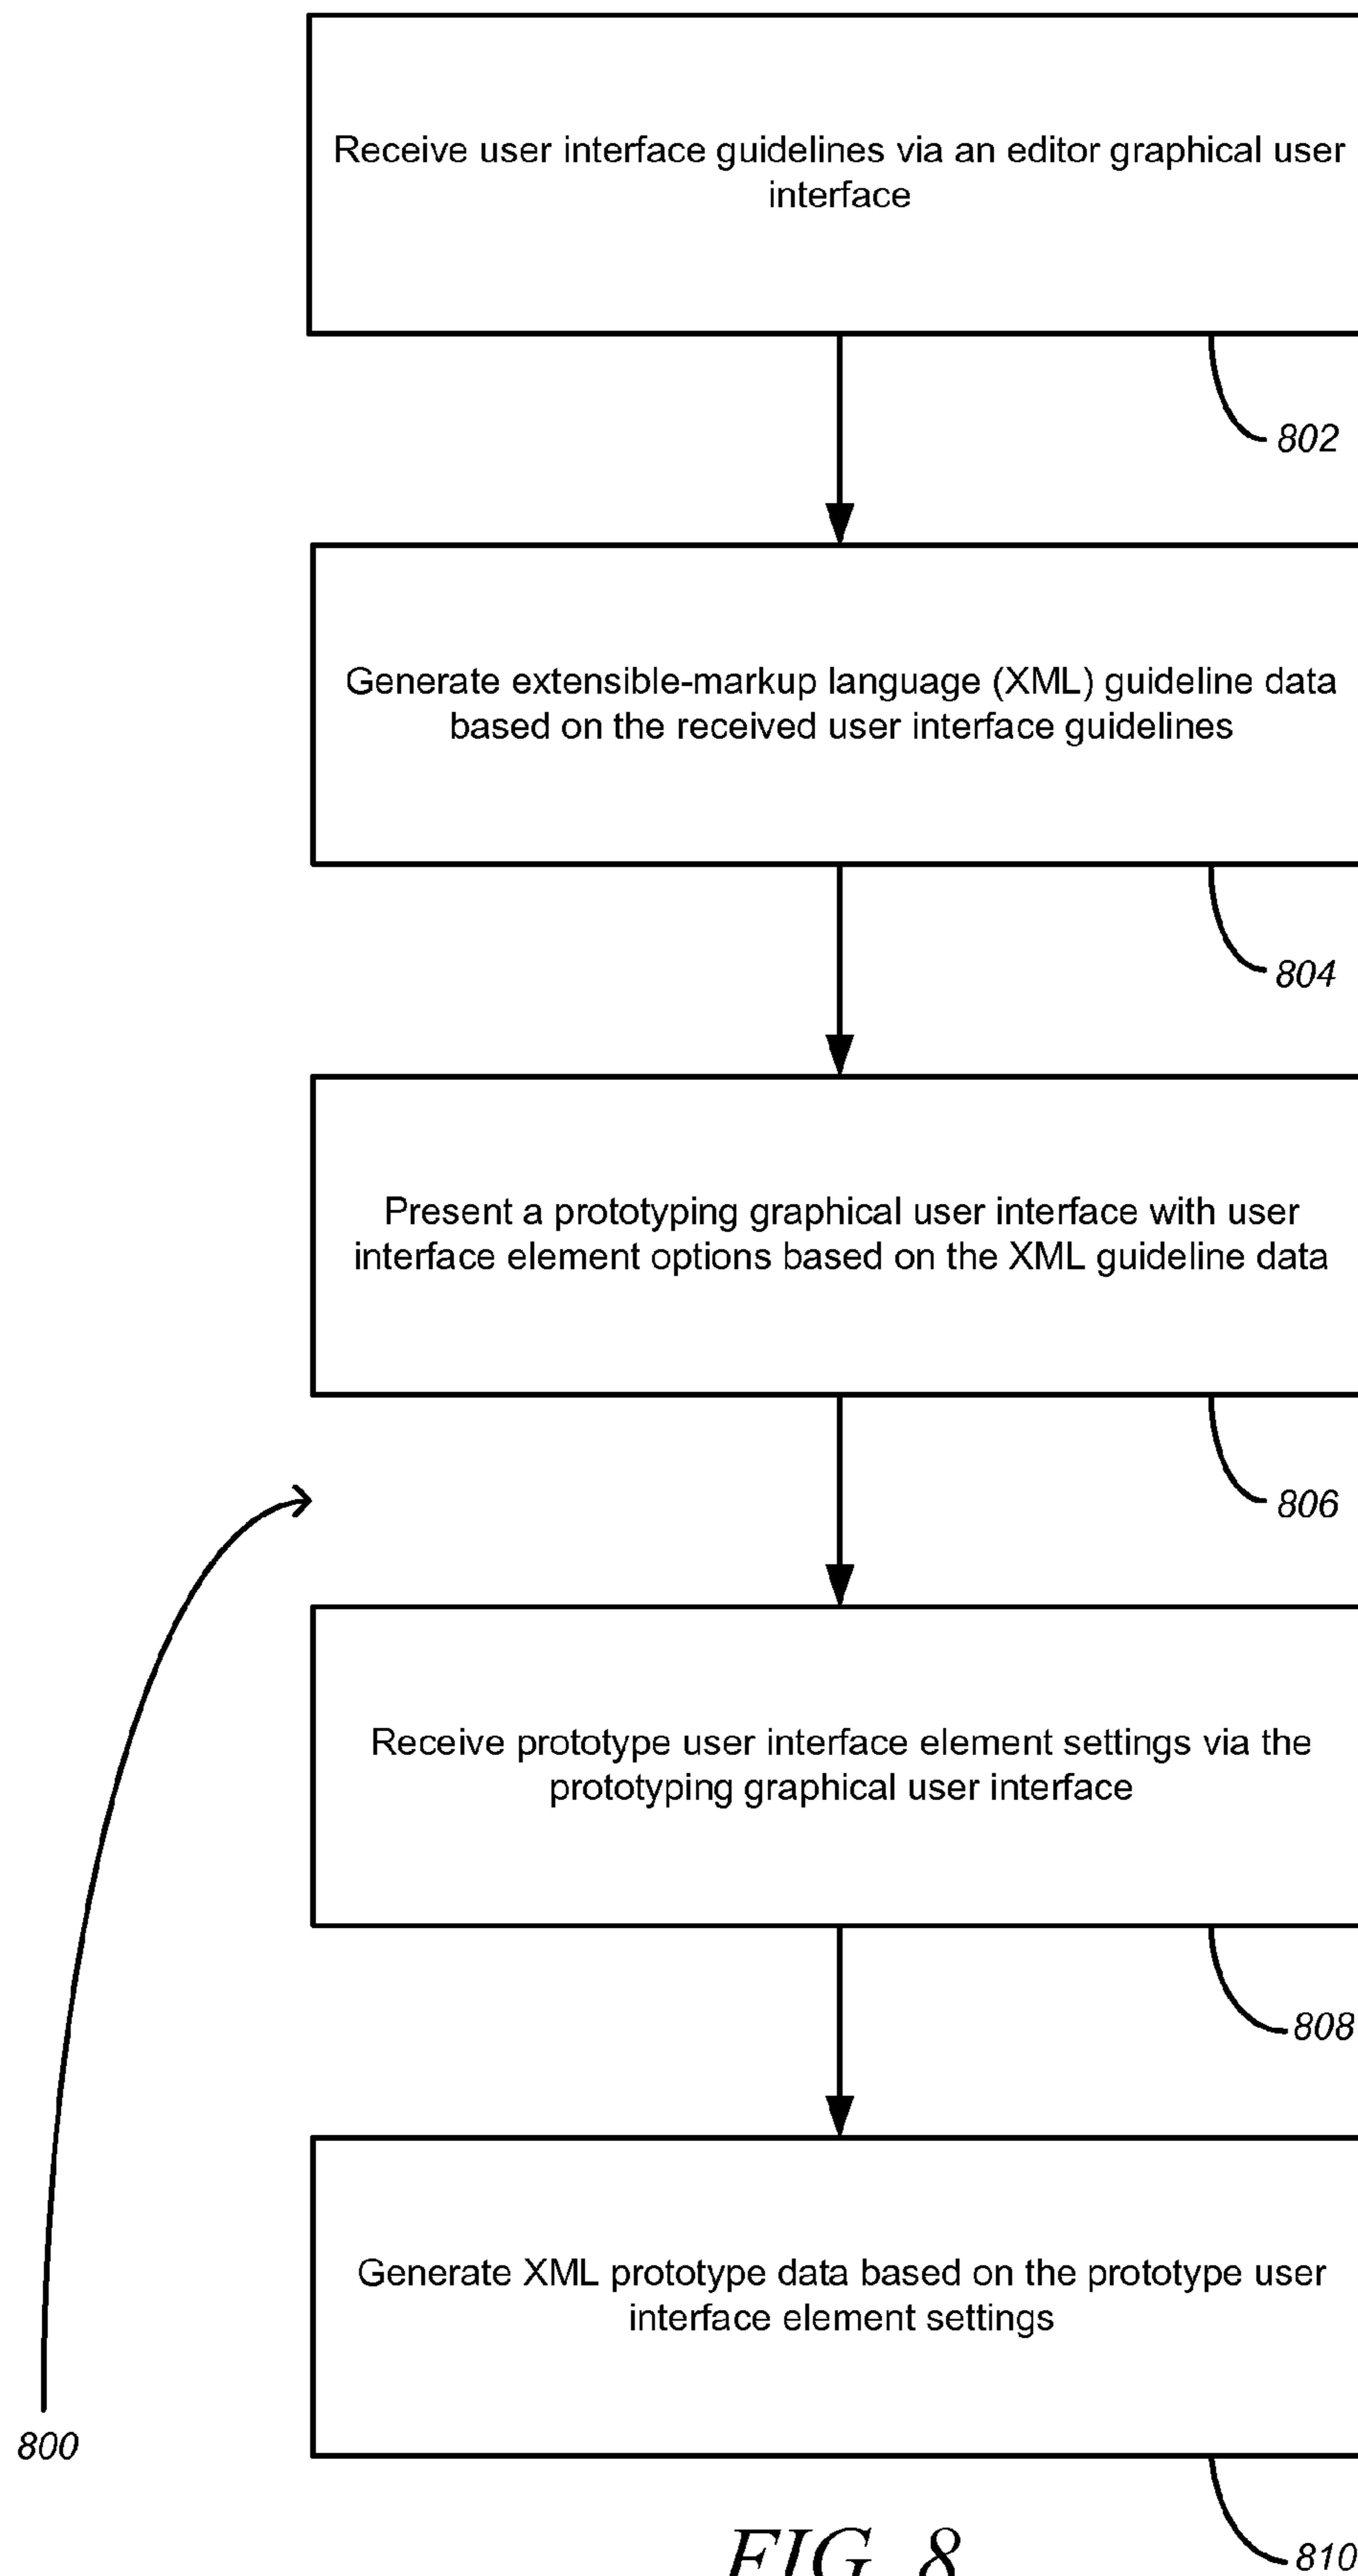 Receive user interface guidelines via an editor graphical user
interface
802
Generate extensible-markup language (XML) guideline data
based on the received user interface guidelines
804
Present a prototyping graphical user interface with user
interface element options based on the XML guideline data
806
Receive prototype user interface element settings via the
prototyping graphical user interface
808
Generate XML prototype data based on the prototype user
interface element settings
800
810
FIG. 8